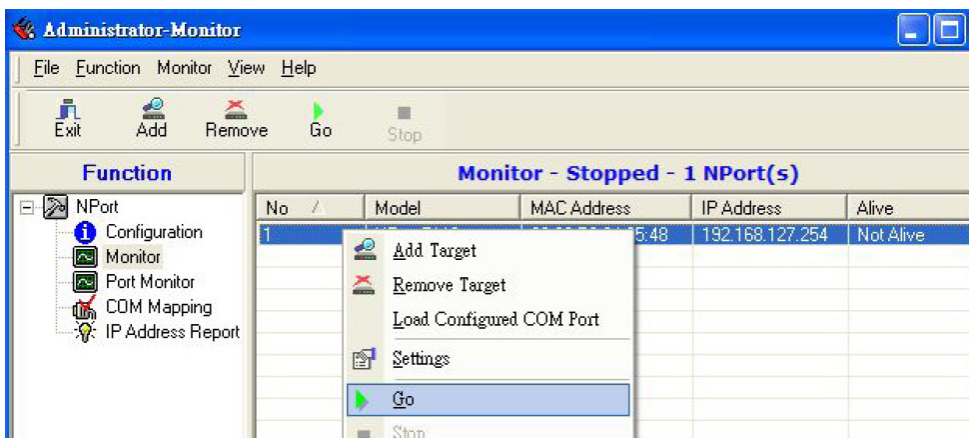 Administrator-Monitor
File Function Monitor View Help
Exit Add Remove Go Stop
Function
Monitor - Stopped - 1 NPort(s)
NPort
Configuration
Monitor
Port Monitor
COM Mapping
IP Address Report
No Model MAC Address IP Address Alive
1 5:48 192.168.127.254 Not Alive
Add Target
Remove Target
Load Configured COM Port
Settings
Go
Stop